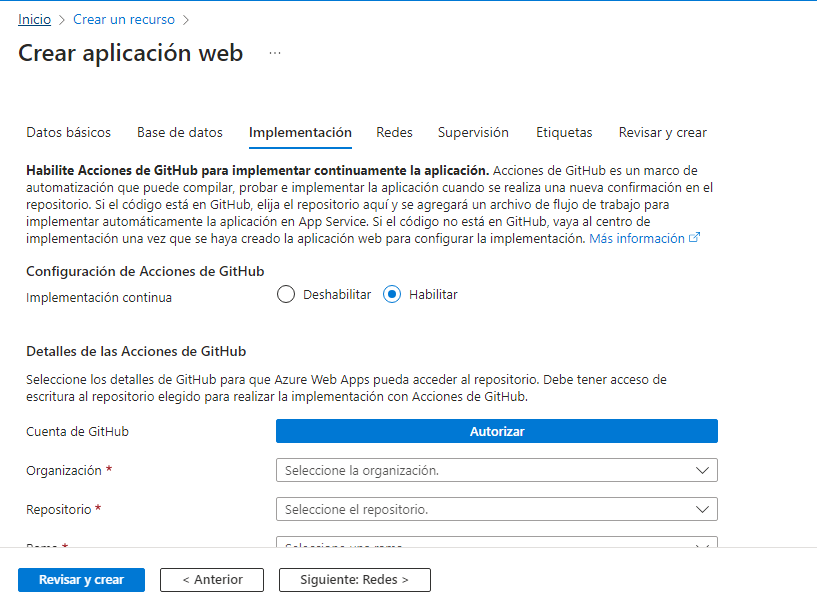 Inicio > Crear un recurso >
Crear aplicación web ...
Datos básicos Base de datos Implementación Redes Supervisión Etiquetas Revisar y crear
Habilite Acciones de GitHub para implementar continuamente la aplicación. Acciones de GitHub es un marco de
automatización que puede compilar, probar e implementar la aplicación cuando se realiza una nueva confirmación en el
repositorio. Si el código está en GitHub, elija el repositorio aquí y se agregará un archivo de flujo de trabajo para
implementar automáticamente la aplicación en App Service. Si el código no está en GitHub, vaya al centro de
implementación una vez que se haya creado la aplicación web para configurar la implementación. Más información
Configuración de Acciones de GitHub
Implementación continua Deshabilitar Habilitar
Detalles de las Acciones de GitHub
Seleccione los detalles de GitHub para que Azure Web Apps pueda acceder al repositorio. Debe tener acceso de
escritura al repositorio elegido para realizar la implementación con Acciones de GitHub.
Cuenta de GitHub Autorizar
Organización * Seleccione la organización.
Repositorio * Seleccione el repositorio.
Revisar y crear < Anterior Siguiente: Redes >